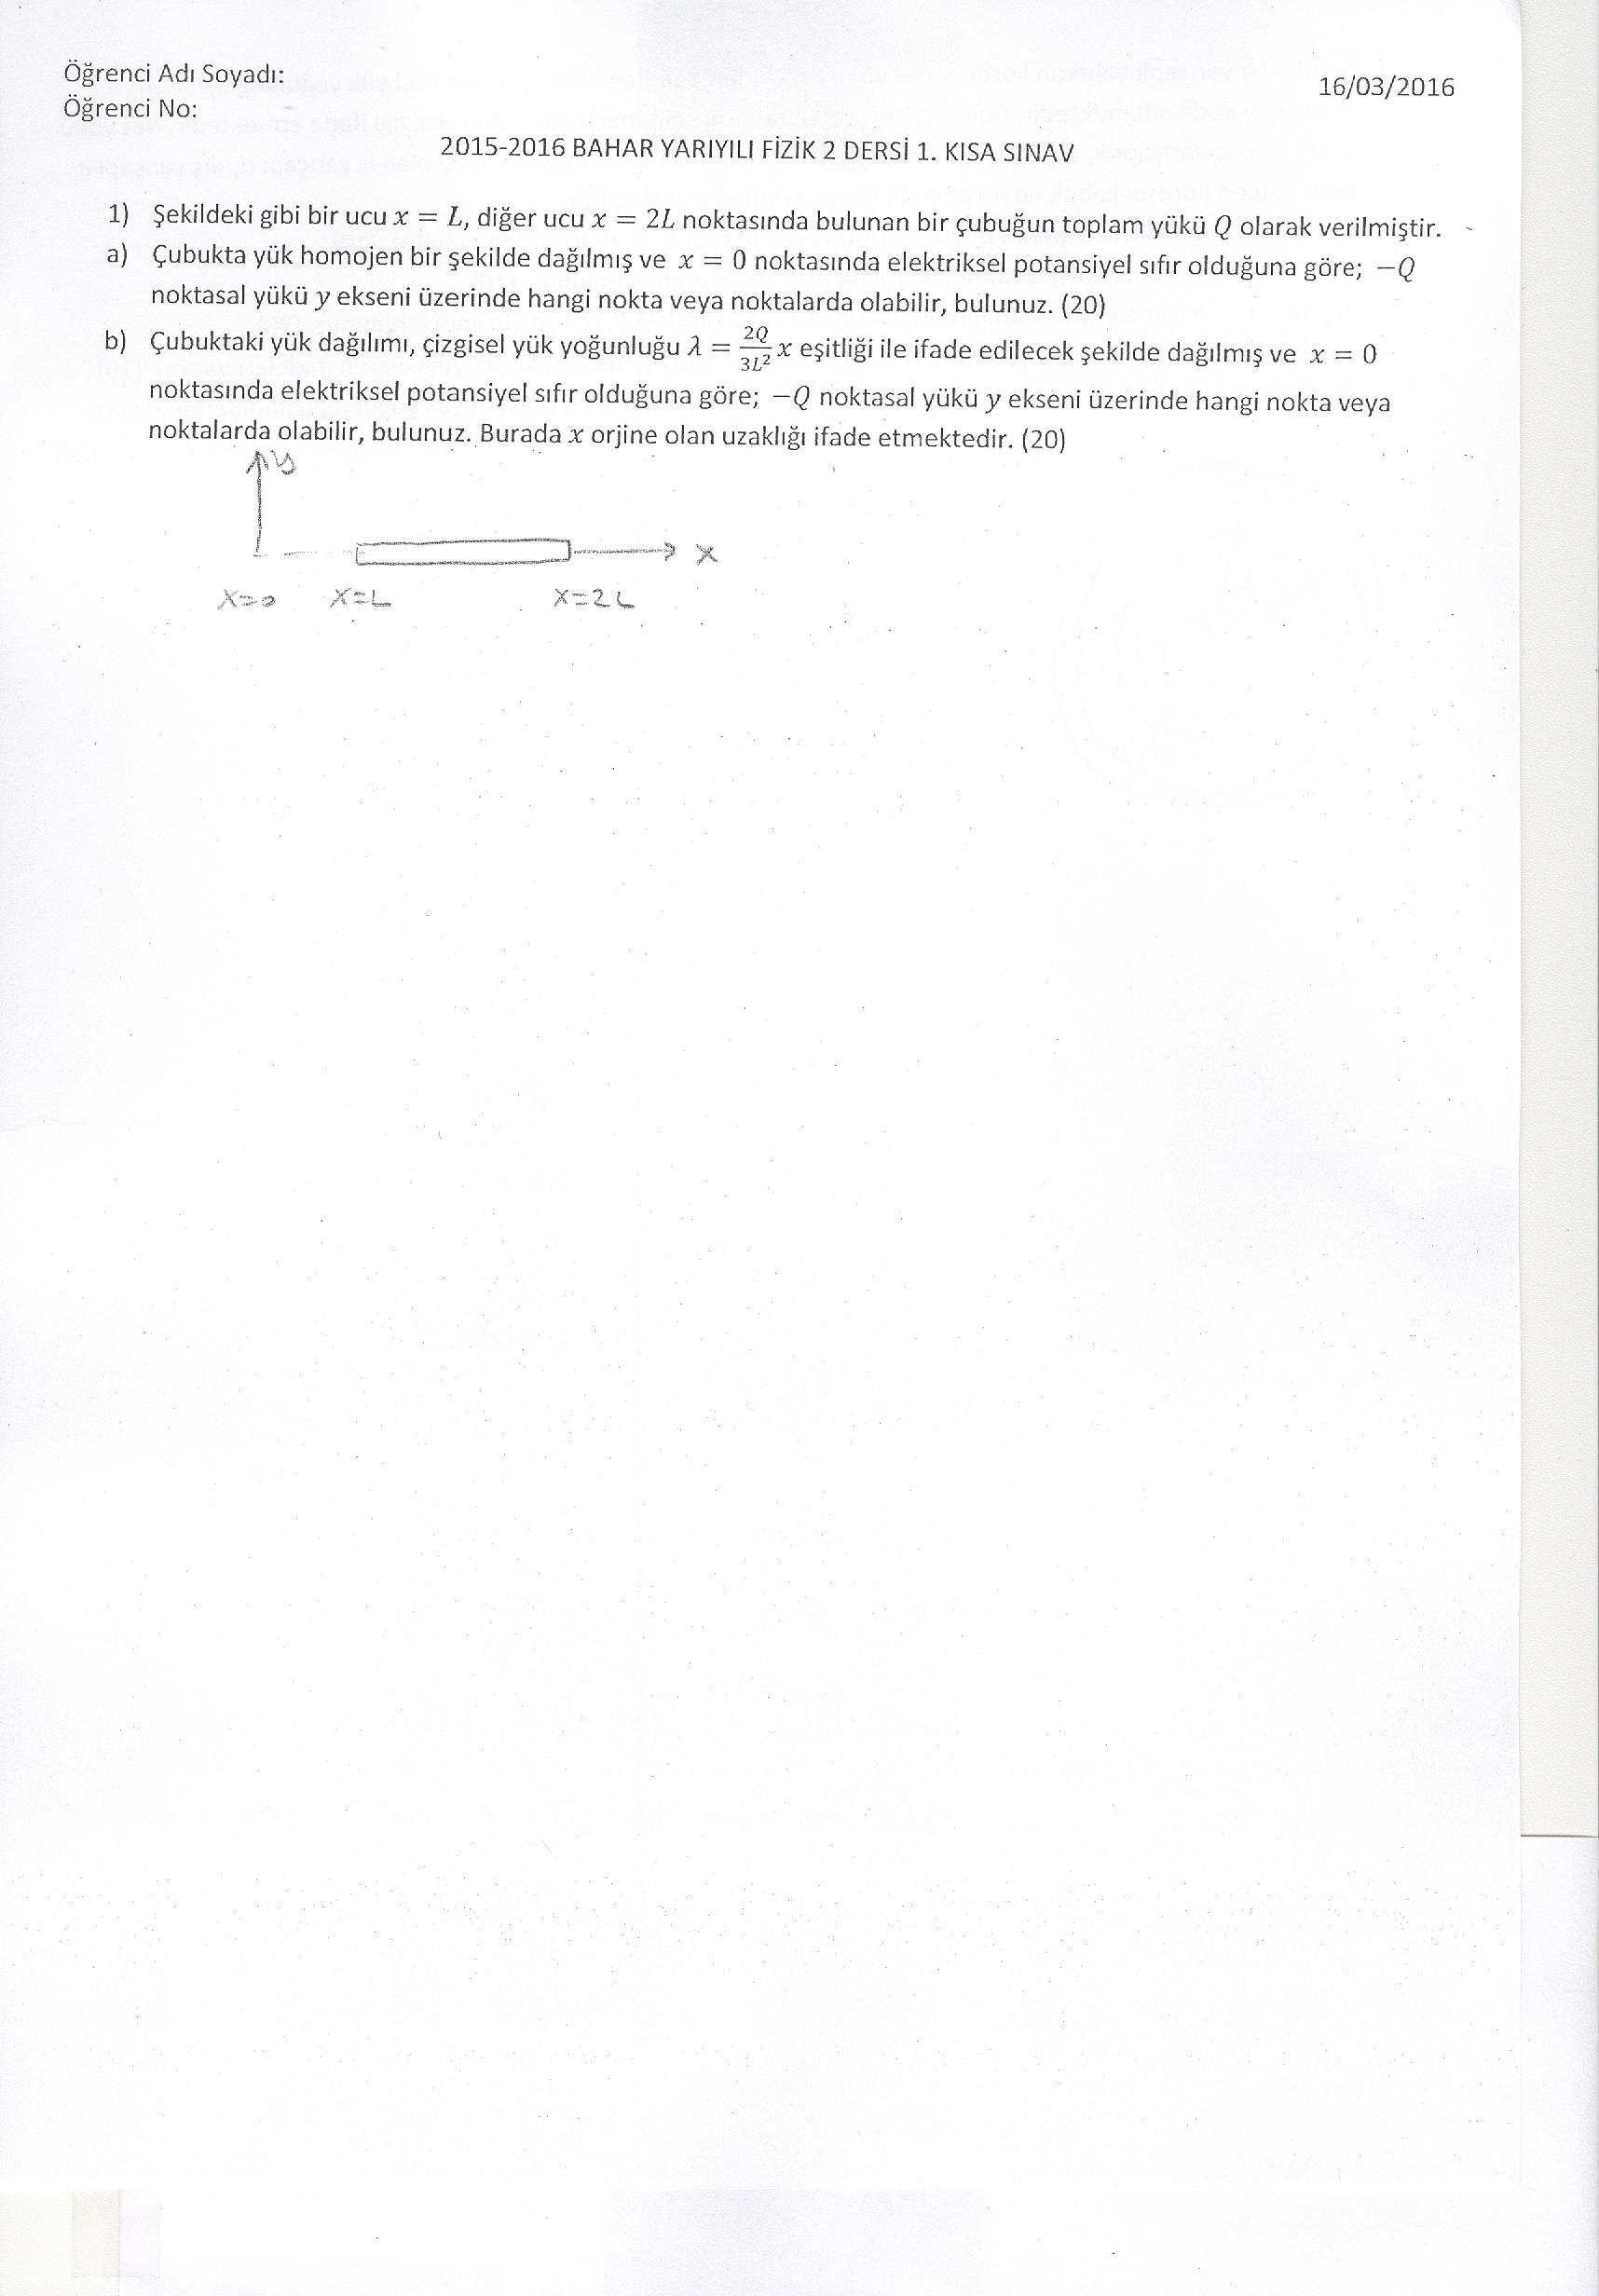 Öğrenci Adı Soyadı:
16/03/2016
Öğrenci No:
2015-2016 BAHAR YARIYILI FİZİK 2 DERSİ 1. KISA SINAV
1) Şekildeki gibi bir ucu x = L, diğer ucu x = 2L noktasında bulunan bir çubuğun toplam yükü Q olarak verilmiştir.
a) Çubukta yük homojen bir şekilde dağılmış ve x = 0 noktasında elektriksel potansiyel sıfır olduğuna göre; −Q
noktasal yükü y ekseni üzerinde hangi nokta veya noktalarda olabilir, bulunuz. (20)
b) Çubuktaki yük dağılımı, çizgisel yük yoğunluğu λ = 2Q/3L² x eşitliği ile ifade edilecek şekilde dağılmış ve x = 0
noktasında elektriksel potansiyel sıfır olduğuna göre; −Q noktasal yükü y ekseni üzerinde hangi nokta veya
noktalarda olabilir, bulunuz. Burada x orjine olan uzaklığı ifade etmektedir. (20)
y
x
x=0 x=L x=2L